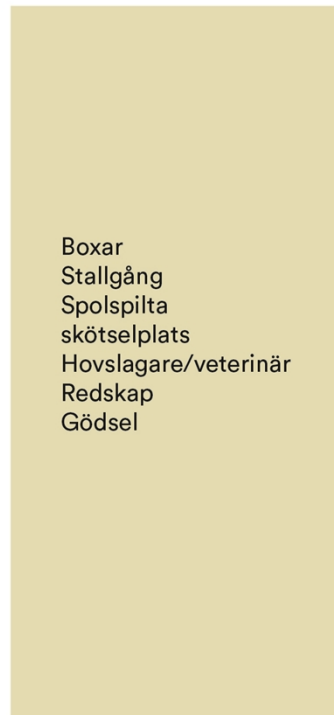 Boxar
Stallgång
Spolspilta
skötselplats
Hovslagare/veterinär
Redskap
Gödsel